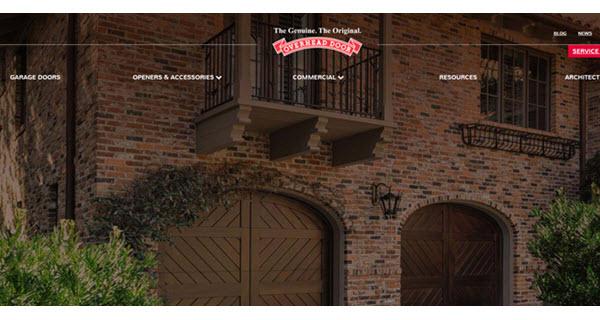 The Genuine. The Original.
OVERHEAD DOOR
BLOG NEWS
SERVICE
GARAGE DOORS OPENERS & ACCESSORIES COMMERCIAL RESOURCES ARCHITECT